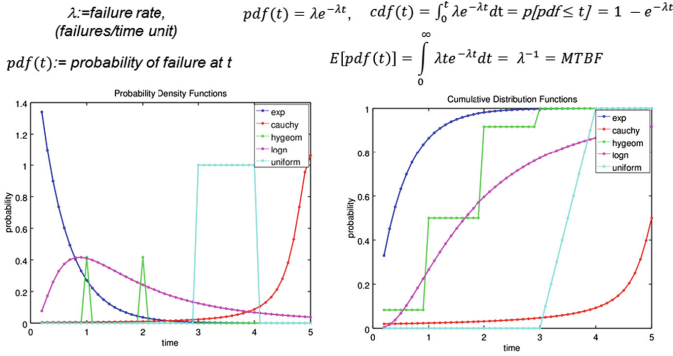 λ:=failure rate,
(failures/time unit)
pdf(t) = λe^{-λt}, cdf(t) = ∫_0^t λe^{-λt}dt = p[pdf ≤ t] = 1 − e^{-λt}
pdf(t):= probability of failure at t
E[pdf(t)] = ∫_0^∞ λte^{-λt}dt = λ^{-1} = MTBF
Probability Density Functions
1.4
1.2
1
0.8
0.6
0.4
0.2
0
probability
exp
cauchy
hygeom
logn
uniform
0 1 2 3 4 5
time
Cumulative Distribution Functions
1
0.8
0.6
0.4
0.2
0
probability
exp
cauchy
hygeom
logn
uniform
0 1 2 3 4 5
time